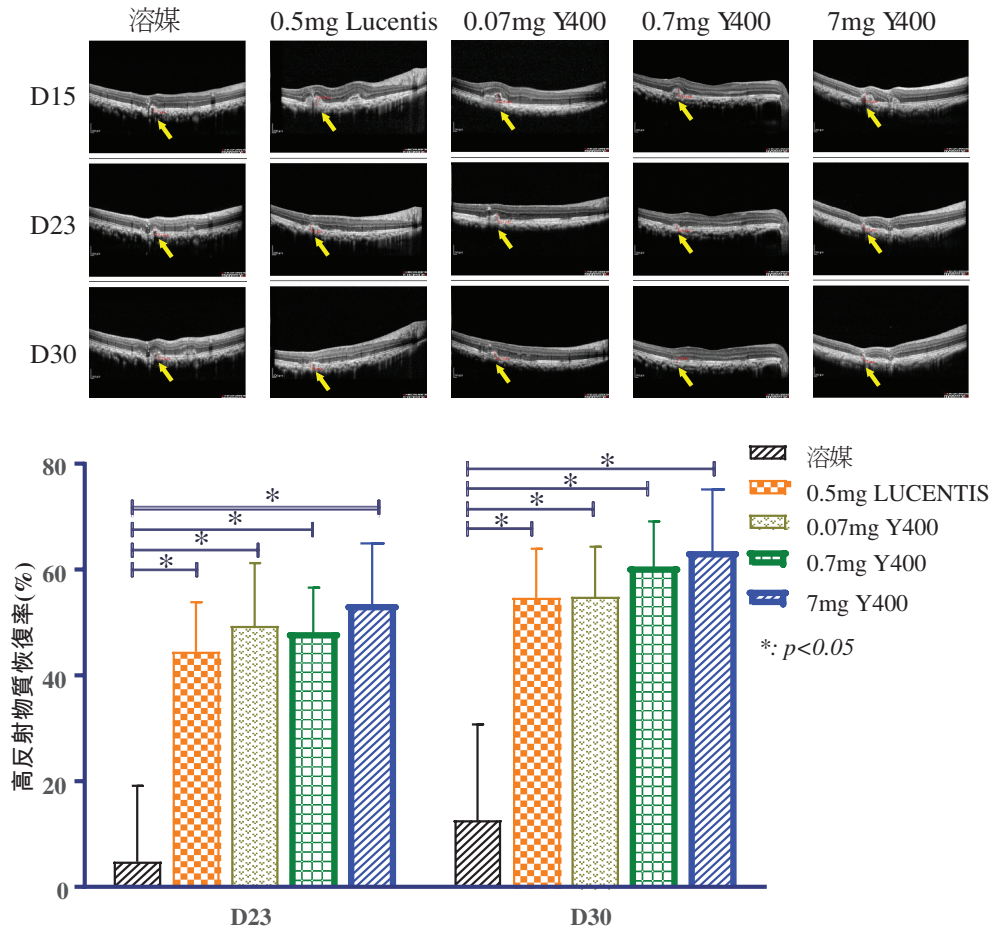 溶媒 0.5mg Lucentis 0.07mg Y400 0.7mg Y400 7mg Y400
D15
D23
D30
高反射物質恢復率(%)
80
60
40
20
0
* * * *
* * * *
D23 D30
溶媒
0.5mg LUCENTIS
0.07mg Y400
0.7mg Y400
7mg Y400
*: p<0.05